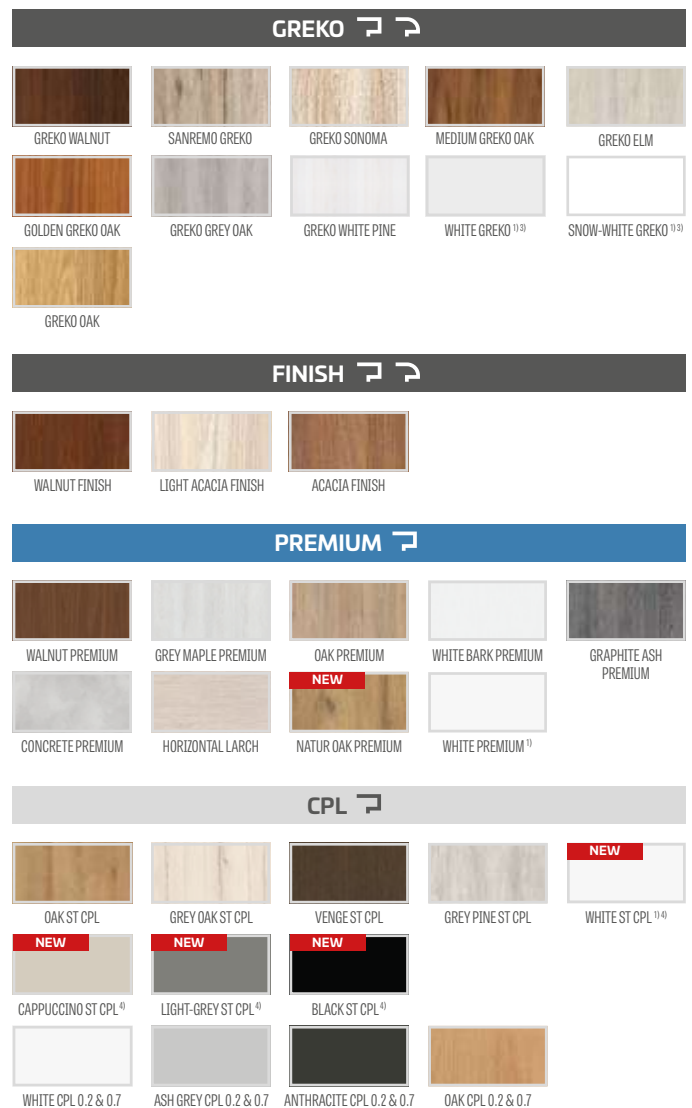 GREKO
GREKO WALNUT
SANREMO GREKO
GREKO SONOMA
MEDIUM GREKO OAK
GREKO ELM
GOLDEN GREKO OAK
GREKO GREY OAK
GREKO WHITE PINE
WHITE GREKO 1) 3)
SNOW-WHITE GREKO 1) 3)
GREKO OAK
FINISH
WALNUT FINISH
LIGHT ACACIA FINISH
ACACIA FINISH
PREMIUM
WALNUT PREMIUM
GREY MAPLE PREMIUM
OAK PREMIUM
WHITE BARK PREMIUM
GRAPHITE ASH
PREMIUM
CONCRETE PREMIUM
HORIZONTAL LARCH
NEW
NATUR OAK PREMIUM
WHITE PREMIUM 1)
CPL
OAK ST CPL
GREY OAK ST CPL
VENGE ST CPL
GREY PINE ST CPL
NEW
WHITE ST CPL 1) 4)
NEW
CAPPUCCINO ST CPL 4)
NEW
LIGHT-GREY ST CPL 4)
NEW
BLACK ST CPL 4)
WHITE CPL 0.2 & 0.7
ASH GREY CPL 0.2 & 0.7
ANTHRACITE CPL 0.2 & 0.7
OAK CPL 0.2 & 0.7